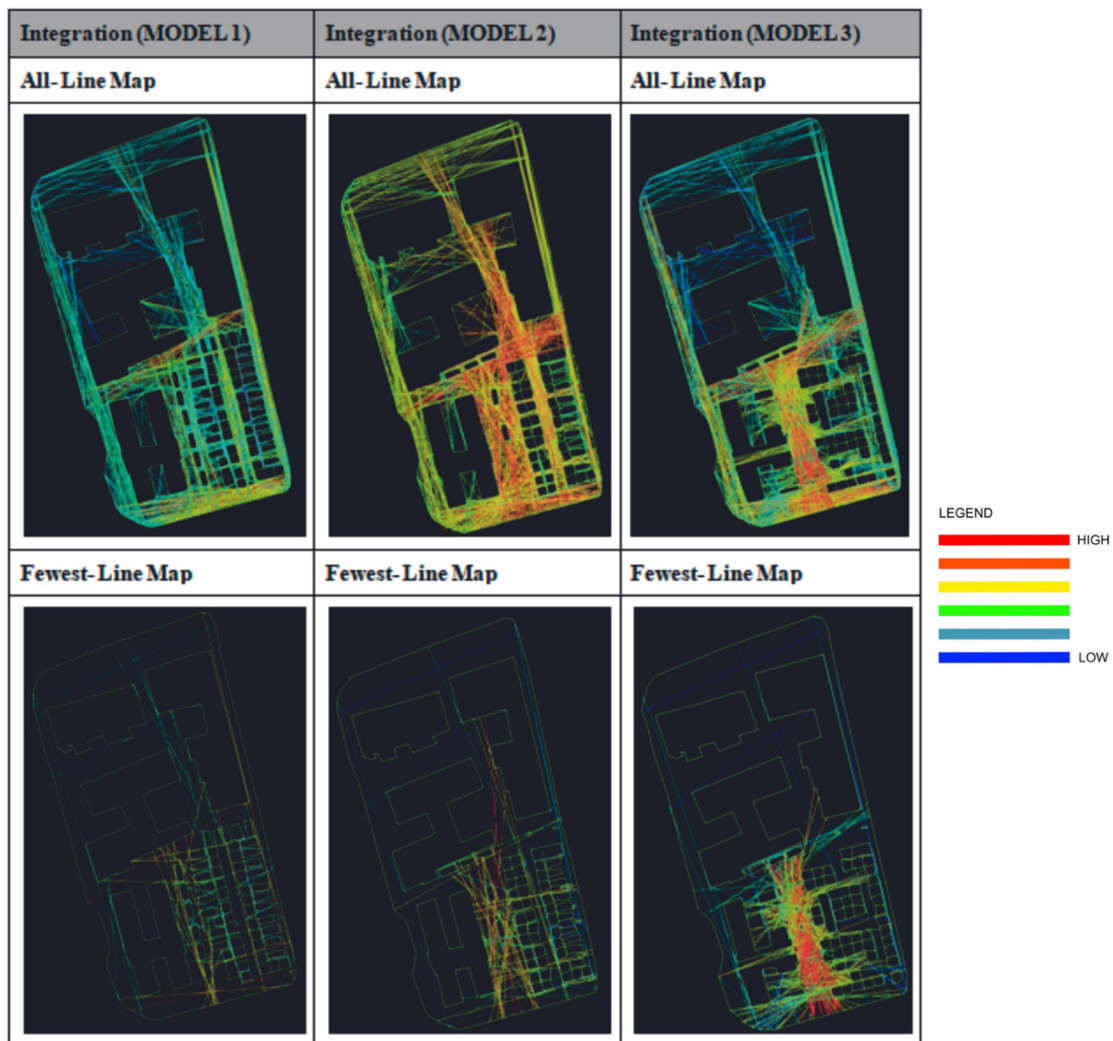 Integration (MODEL 1)
Integration (MODEL 2)
Integration (MODEL 3)
All-Line Map
All-Line Map
All-Line Map
LEGEND
HIGH
LOW
Fewest-Line Map
Fewest-Line Map
Fewest-Line Map